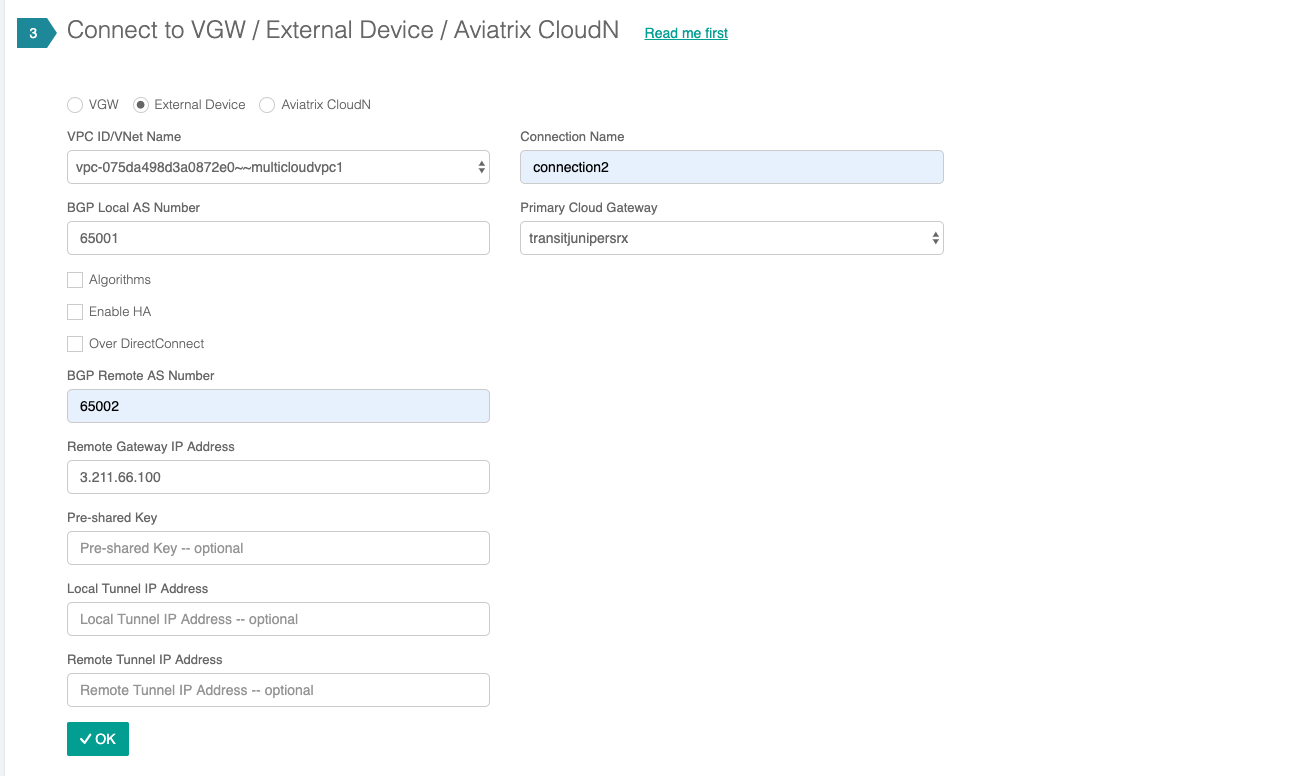 3 Connect to VGW / External Device / Aviatrix CloudN Read me first
VGW External Device Aviatrix CloudN
VPC ID/VNet Name Connection Name
vpc-075da498d3a0872e0~~multicloudvpc1 connection2
BGP Local AS Number Primary Cloud Gateway
65001 transitjunipersrx
Algorithms
Enable HA
Over DirectConnect
BGP Remote AS Number
65002
Remote Gateway IP Address
3.211.66.100
Pre-shared Key
Pre-shared Key -- optional
Local Tunnel IP Address
Local Tunnel IP Address -- optional
Remote Tunnel IP Address
Remote Tunnel IP Address -- optional
OK